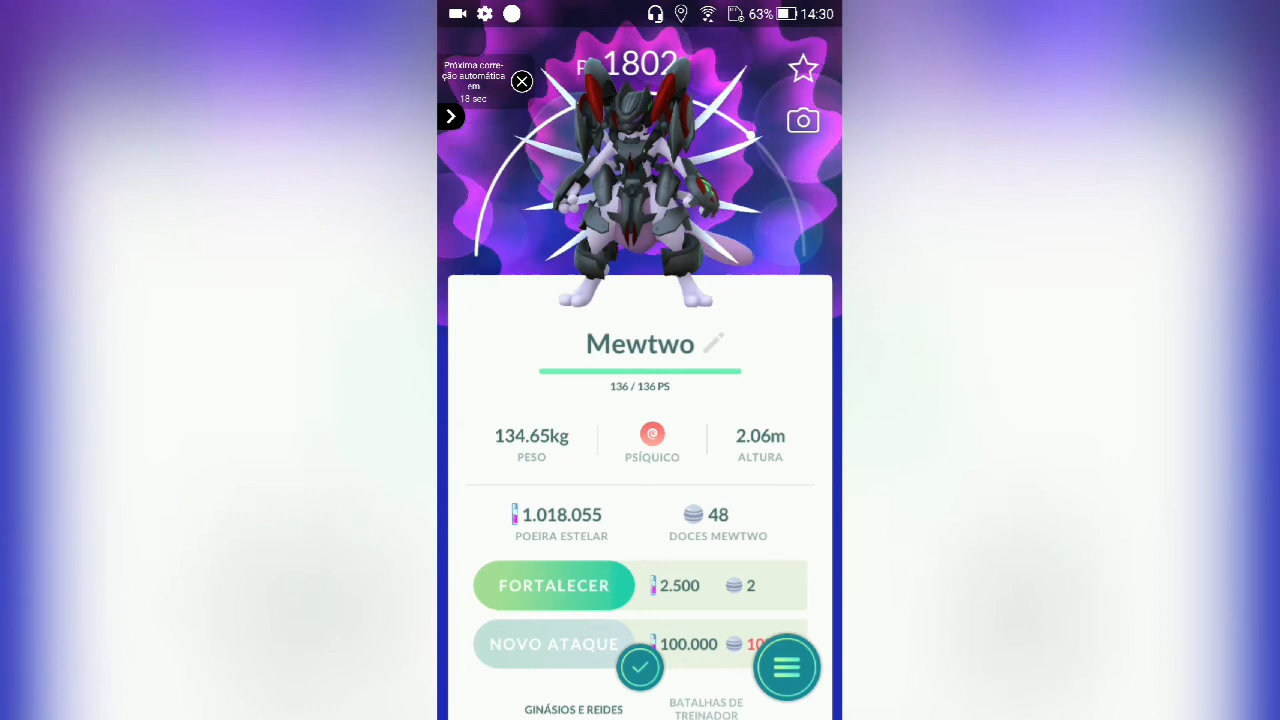 63% 14:30
Próxima corre-
ção automática
em
18 sec
1802
Mewtwo
136 / 136 PS
134.65kg
PESO
PSÍQUICO
2.06m
ALTURA
1.018.055
POEIRA ESTELAR
48
DOCES MEWTWO
FORTALECER 2.500 2
NOVO ATAQUE 100.000
GINÁSIOS E REIDES
BATALHAS DE
TREINADOR